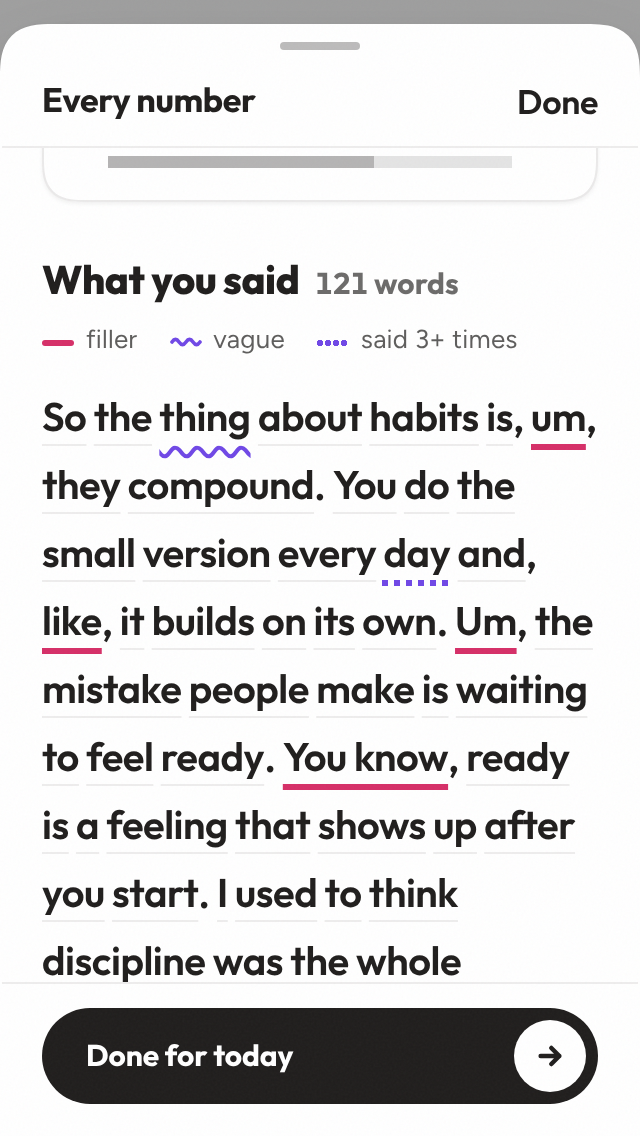 Every number
Done
What you said 121 words
filler vague said 3+ times
So the thing about habits is, um,
they compound. You do the
small version every day and,
like, it builds on its own. Um, the
mistake people make is waiting
to feel ready. You know, ready
is a feeling that shows up after
you start. I used to think
discipline was the whole
Done for today